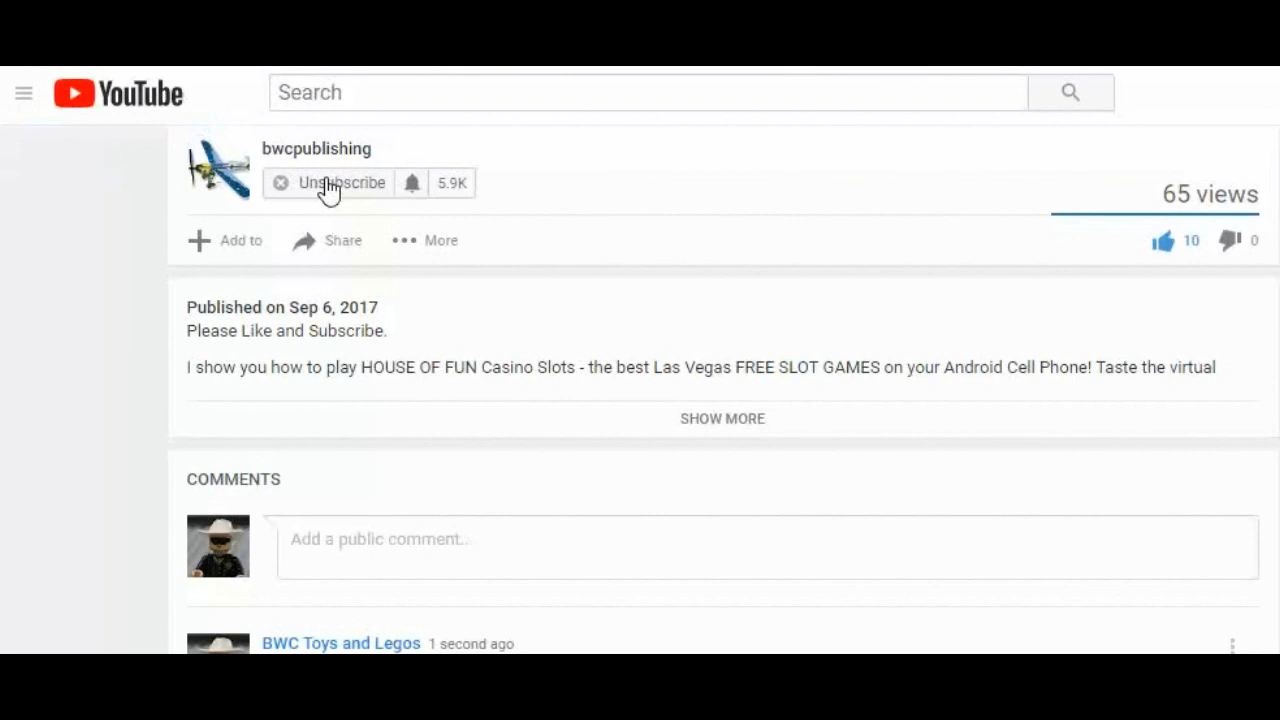 YouTube
Search
bwcpublishing
Unsubscribe 5.9K
65 views
Add to Share More 10 0
Published on Sep 6, 2017
Please Like and Subscribe.
I show you how to play HOUSE OF FUN Casino Slots - the best Las Vegas FREE SLOT GAMES on your Android Cell Phone! Taste the virtual
SHOW MORE
COMMENTS
Add a public comment...
BWC Toys and Legos 1 second ago